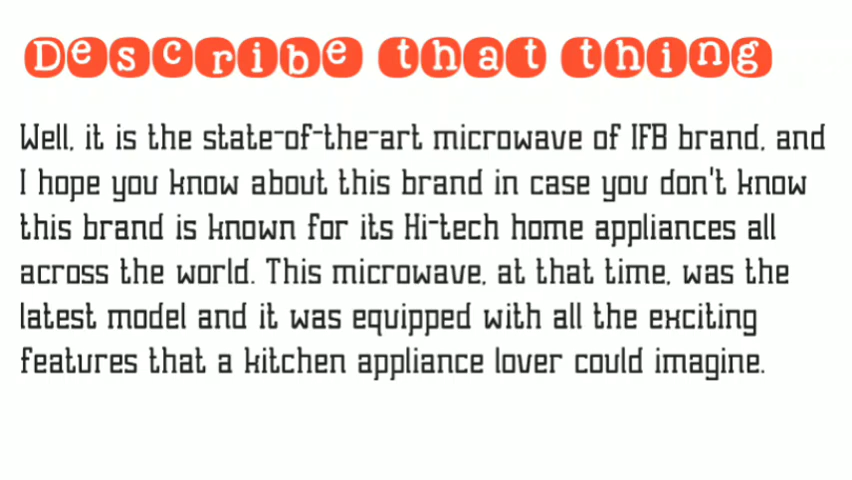 Describe that thing
Well, it is the state-of-the-art microwave of IFB brand, and
I hope you know about this brand in case you don't know
this brand is known for its Hi-tech home appliances all
across the world. This microwave, at that time, was the
latest model and it was equipped with all the exciting
features that a kitchen appliance lover could imagine.